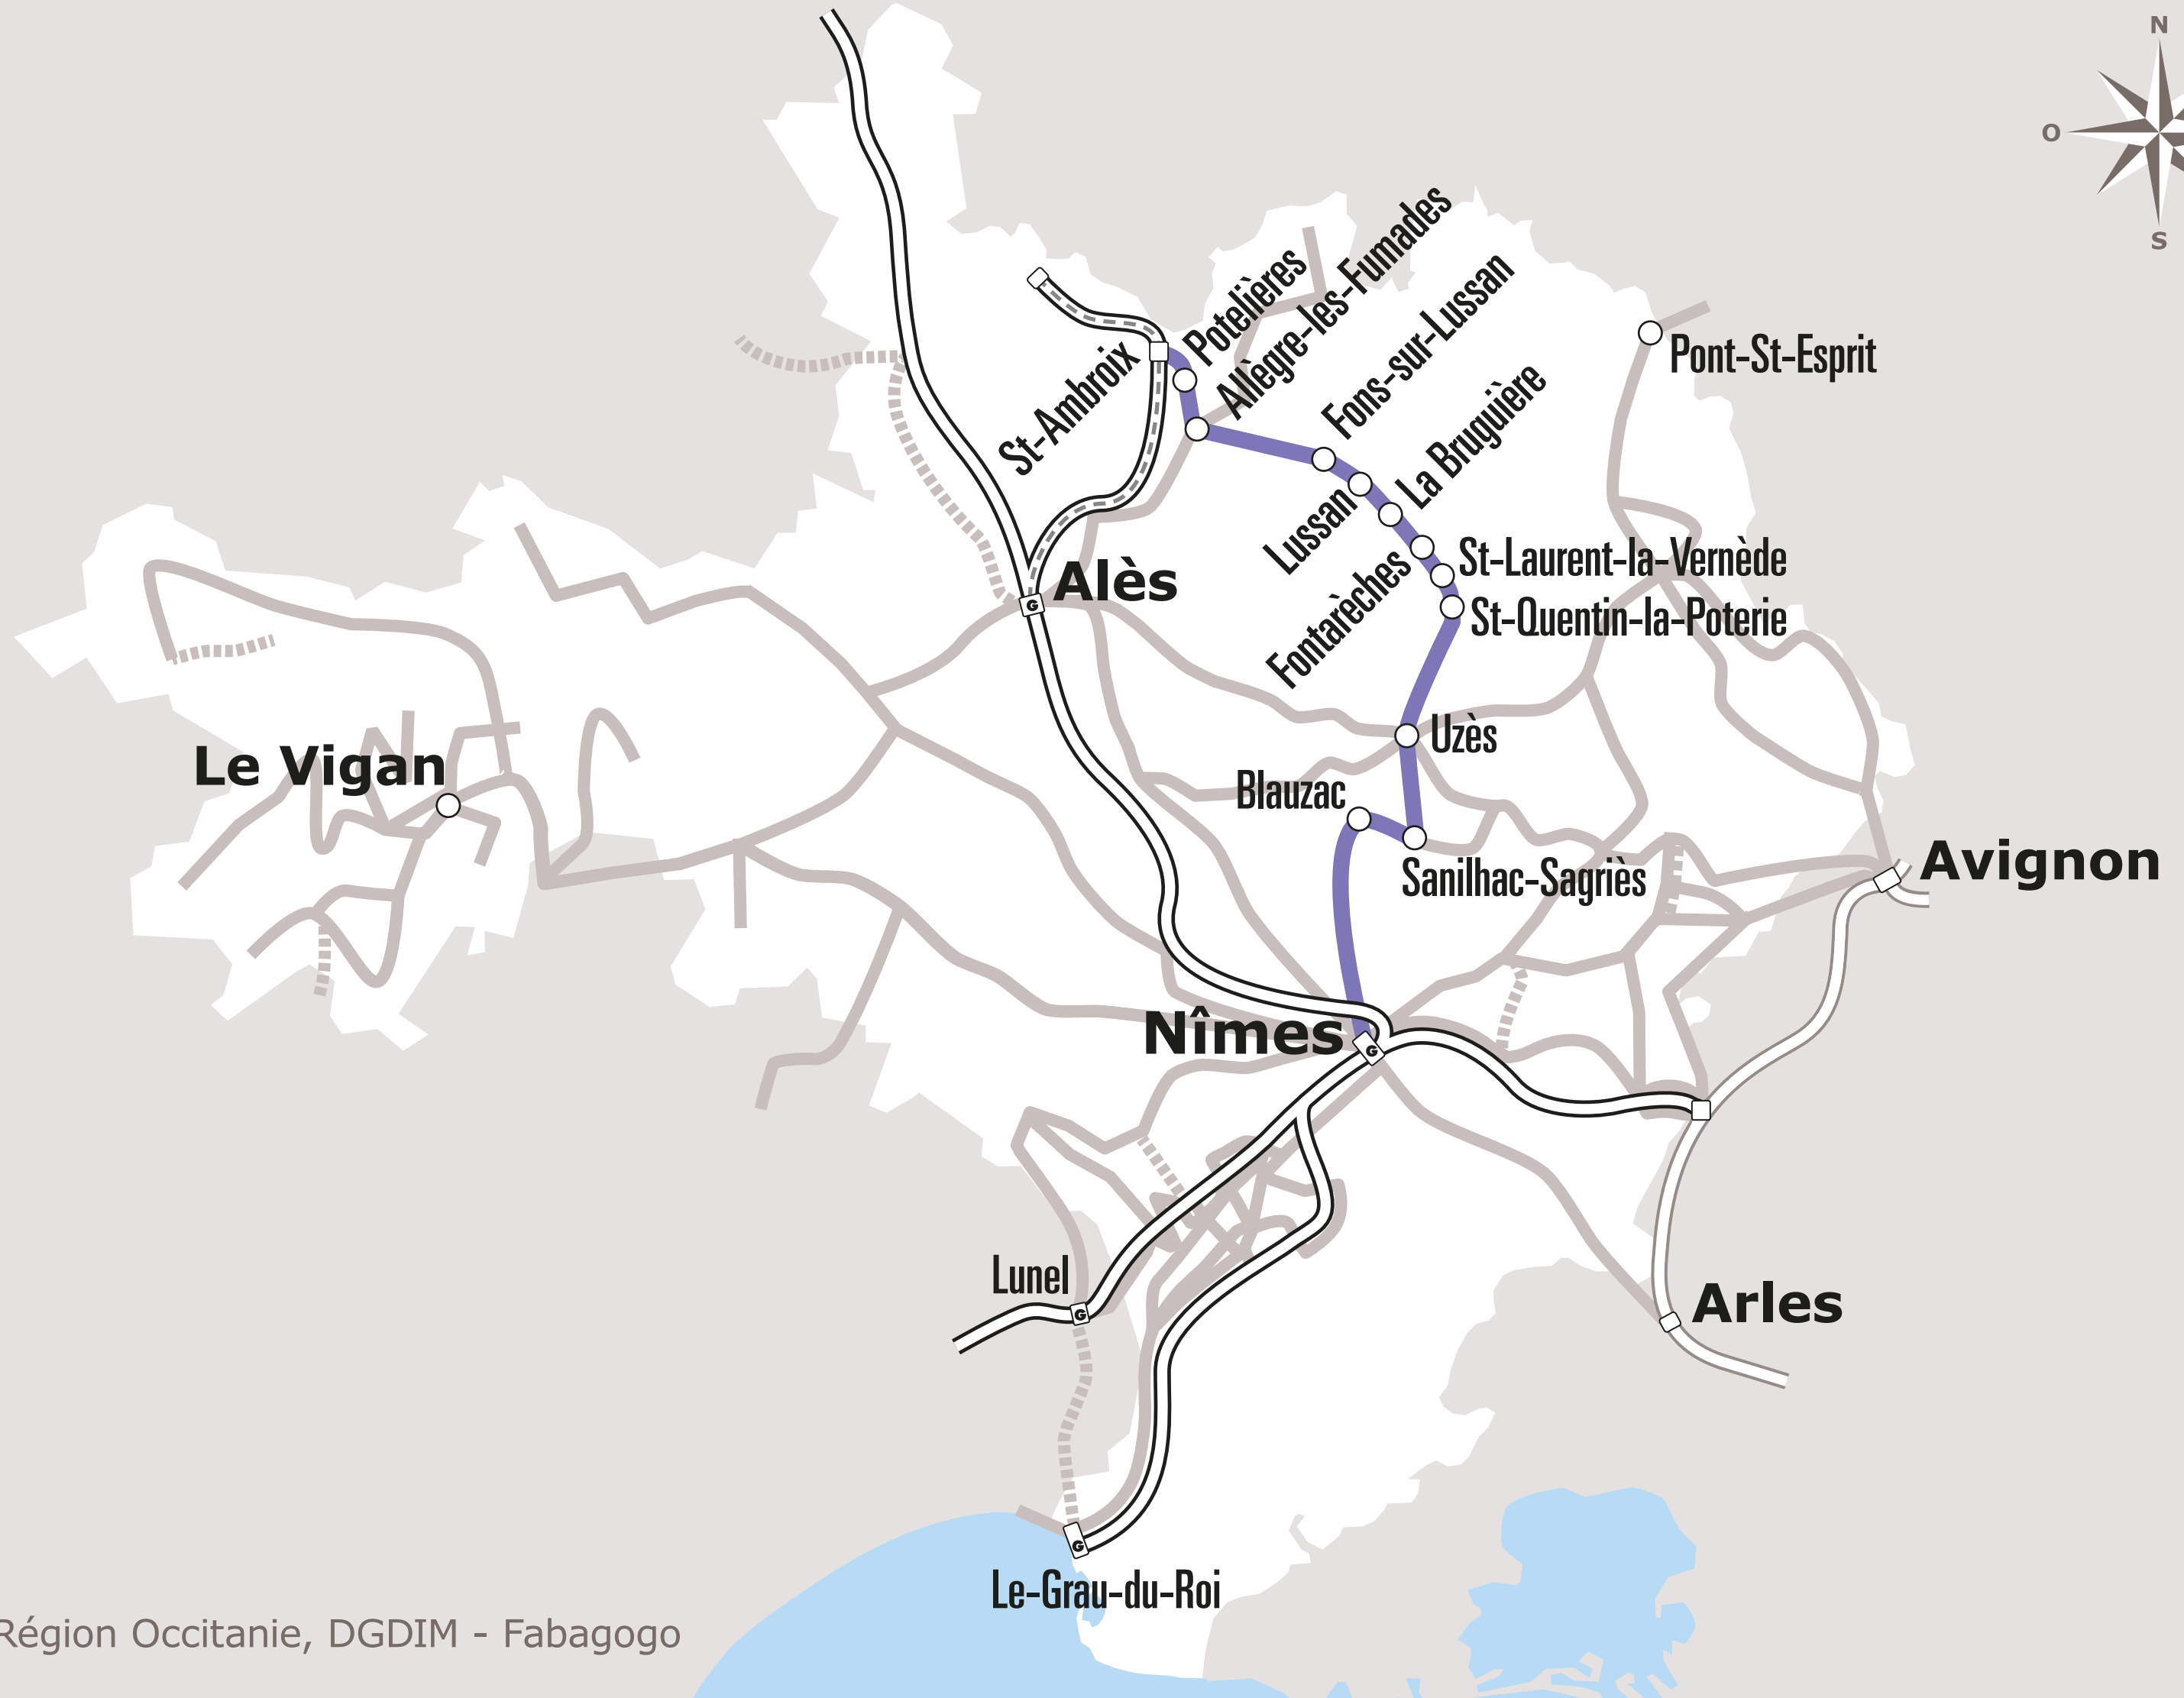 N
O
S
Potelières
Allègre-les-Fumades
Fons-sur-Lussan
St-Ambroix
La Bruguière
Pont-St-Esprit
Lussan
St-Laurent-la-Vernède
Alès
Fontarèches
St-Quentin-la-Poterie
Uzès
Le Vigan
Blauzac
Avignon
Sanilhac-Sagriès
Nîmes
Lunel
Arles
Le-Grau-du-Roi
G
G
G
G
Région Occitanie, DGDIM - Fabagogo